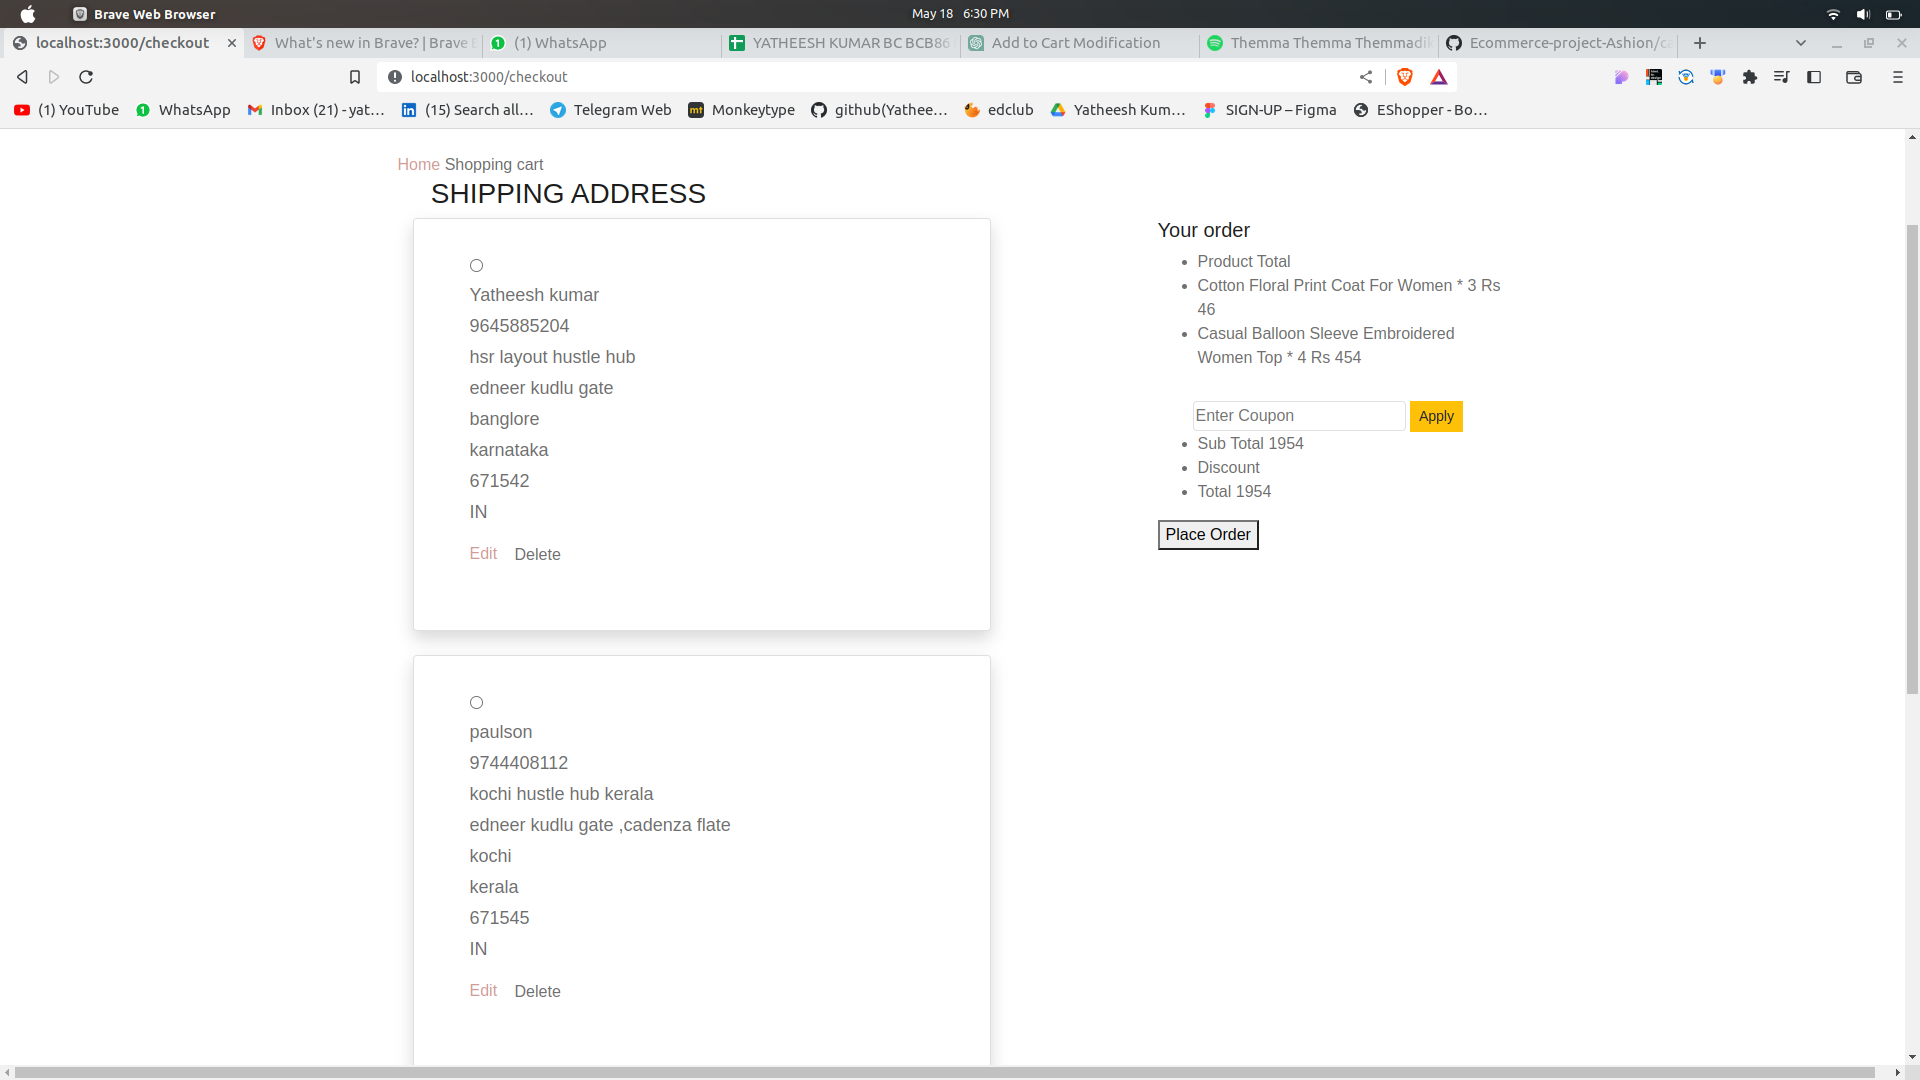 Brave Web Browser
May 18 6:30 PM
localhost:3000/checkout
What's new in Brave? | Brave
(1) WhatsApp
YATHEESH KUMAR BC BCB86
Add to Cart Modification
Themma Themma Themmadi
Ecommerce-project-Ashion/ca
localhost:3000/checkout
(1) YouTube
WhatsApp
Inbox (21) - yat...
(15) Search all...
Telegram Web
Monkeytype
github(Yathee...
edclub
Yatheesh Kum...
SIGN-UP – Figma
EShopper - Bo...
Home Shopping cart
SHIPPING ADDRESS
Yatheesh kumar
9645885204
hsr layout hustle hub
edneer kudlu gate
banglore
karnataka
671542
IN
Edit Delete
paulson
9744408112
kochi hustle hub kerala
edneer kudlu gate ,cadenza flate
kochi
kerala
671545
IN
Edit Delete
Your order
Product Total
Cotton Floral Print Coat For Women * 3 Rs
46
Casual Balloon Sleeve Embroidered
Women Top * 4 Rs 454
Enter Coupon Apply
Sub Total 1954
Discount
Total 1954
Place Order